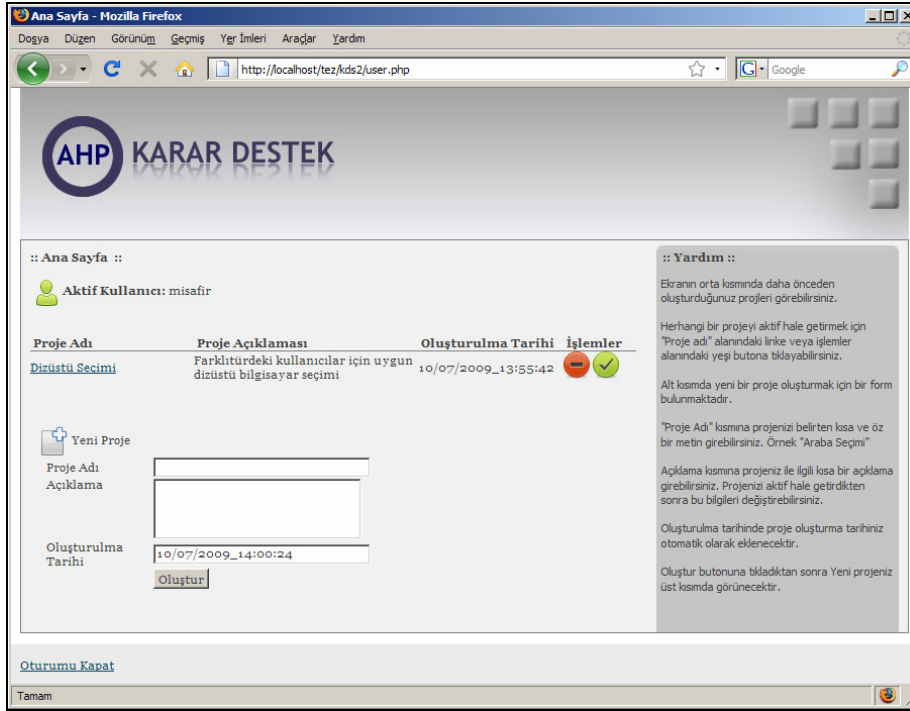 Ana Sayfa - Mozilla Firefox
Dosya Düzen Görünüm Geçmiş Yer İmleri Araçlar Yardım
http://localhost/tez/kds2/user.php
G Google
AHP KARAR DESTEK
:: Ana Sayfa ::
Aktif Kullanıcı: misafir
Proje Adı Proje Açıklaması Oluşturulma Tarihi İşlemler
Dizüstü Seçimi Farklıtürdeki kullanıcılar için uygun 10/07/2009_13:55:42
dizüstü bilgisayar seçimi
Yeni Proje
Proje Adı
Açıklama
Oluşturulma
Tarihi
10/07/2009_14:00:24
Oluştur
:: Yardım ::
Ekranın orta kısmında daha önceden
oluşturduğunuz projleri görebilirsiniz.
Herhangi bir projeyi aktif hale getirmek için
"Proje adı" alanındaki linke veya işlemler
alanındaki yeşi butona tıklayabilirsiniz.
Alt kısımda yeni bir proje oluşturmak için bir form
bulunmaktadır.
"Proje Adı" kısmına projenizi belirten kısa ve öz
bir metin girebilirsiniz. Örnek "Araba Seçimi"
Açıklama kısmına projeniz ile ilgili kısa bir açıklama
girebilirsiniz. Projenizi aktif hale getirdikten
sonra bu bilgileri değiştirebilirsiniz.
Oluşturulma tarihinde proje oluşturma tarihiniz
otomatik olarak eklenecektir.
Oluştur butonuna tıkladıktan sonra Yeni projeniz
üst kısımda görünecektir.
Oturumu Kapat
Tamam